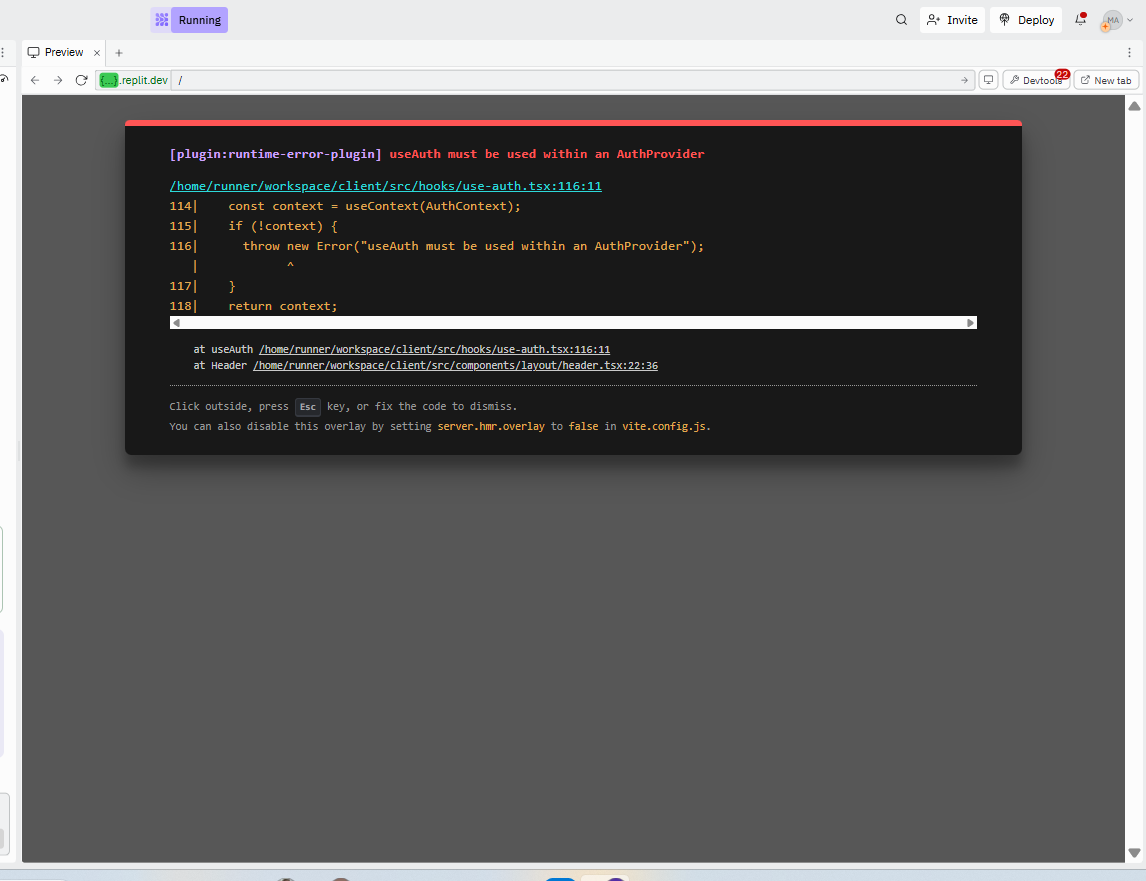 Running
Invite
Deploy
MA
Preview
22
{...}.replit.dev /
Devtools
New tab
[plugin:runtime-error-plugin] useAuth must be used within an AuthProvider
/home/runner/workspace/client/src/hooks/use-auth.tsx:116:11
114|    const context = useContext(AuthContext);
115|    if (!context) {
116|      throw new Error("useAuth must be used within an AuthProvider");
|            ^
117|    }
118|    return context;
at useAuth /home/runner/workspace/client/src/hooks/use-auth.tsx:116:11
at Header /home/runner/workspace/client/src/components/layout/header.tsx:22:36
Click outside, press Esc key, or fix the code to dismiss.
You can also disable this overlay by setting server.hmr.overlay to false in vite.config.js.